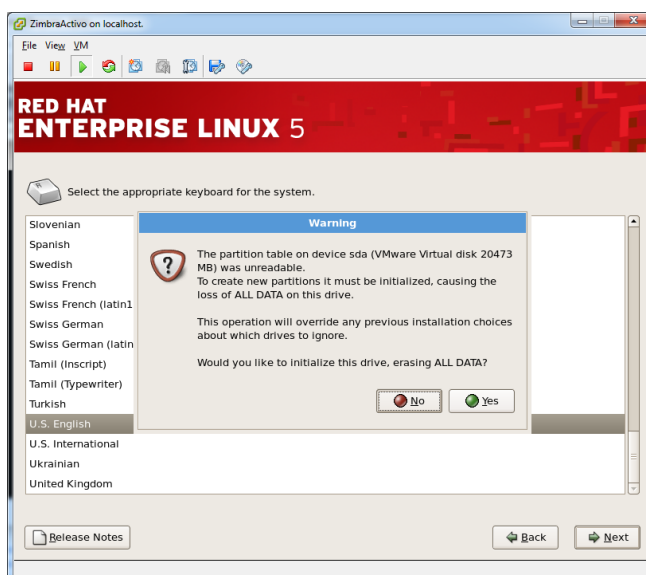 ZimbraActivo on localhost.
File View VM
RED HAT
ENTERPRISE LINUX 5
Select the appropriate keyboard for the system.
Slovenian
Spanish
Swedish
Swiss French
Swiss French (latin1
Swiss German
Swiss German (latin
Tamil (Inscript)
Tamil (Typewriter)
Turkish
U.S. English
U.S. International
Ukrainian
United Kingdom
Warning
The partition table on device sda (VMware Virtual disk 20473
MB) was unreadable.
To create new partitions it must be initialized, causing the
loss of ALL DATA on this drive.
This operation will override any previous installation choices
about which drives to ignore.
Would you like to initialize this drive, erasing ALL DATA?
No Yes
Release Notes Back Next